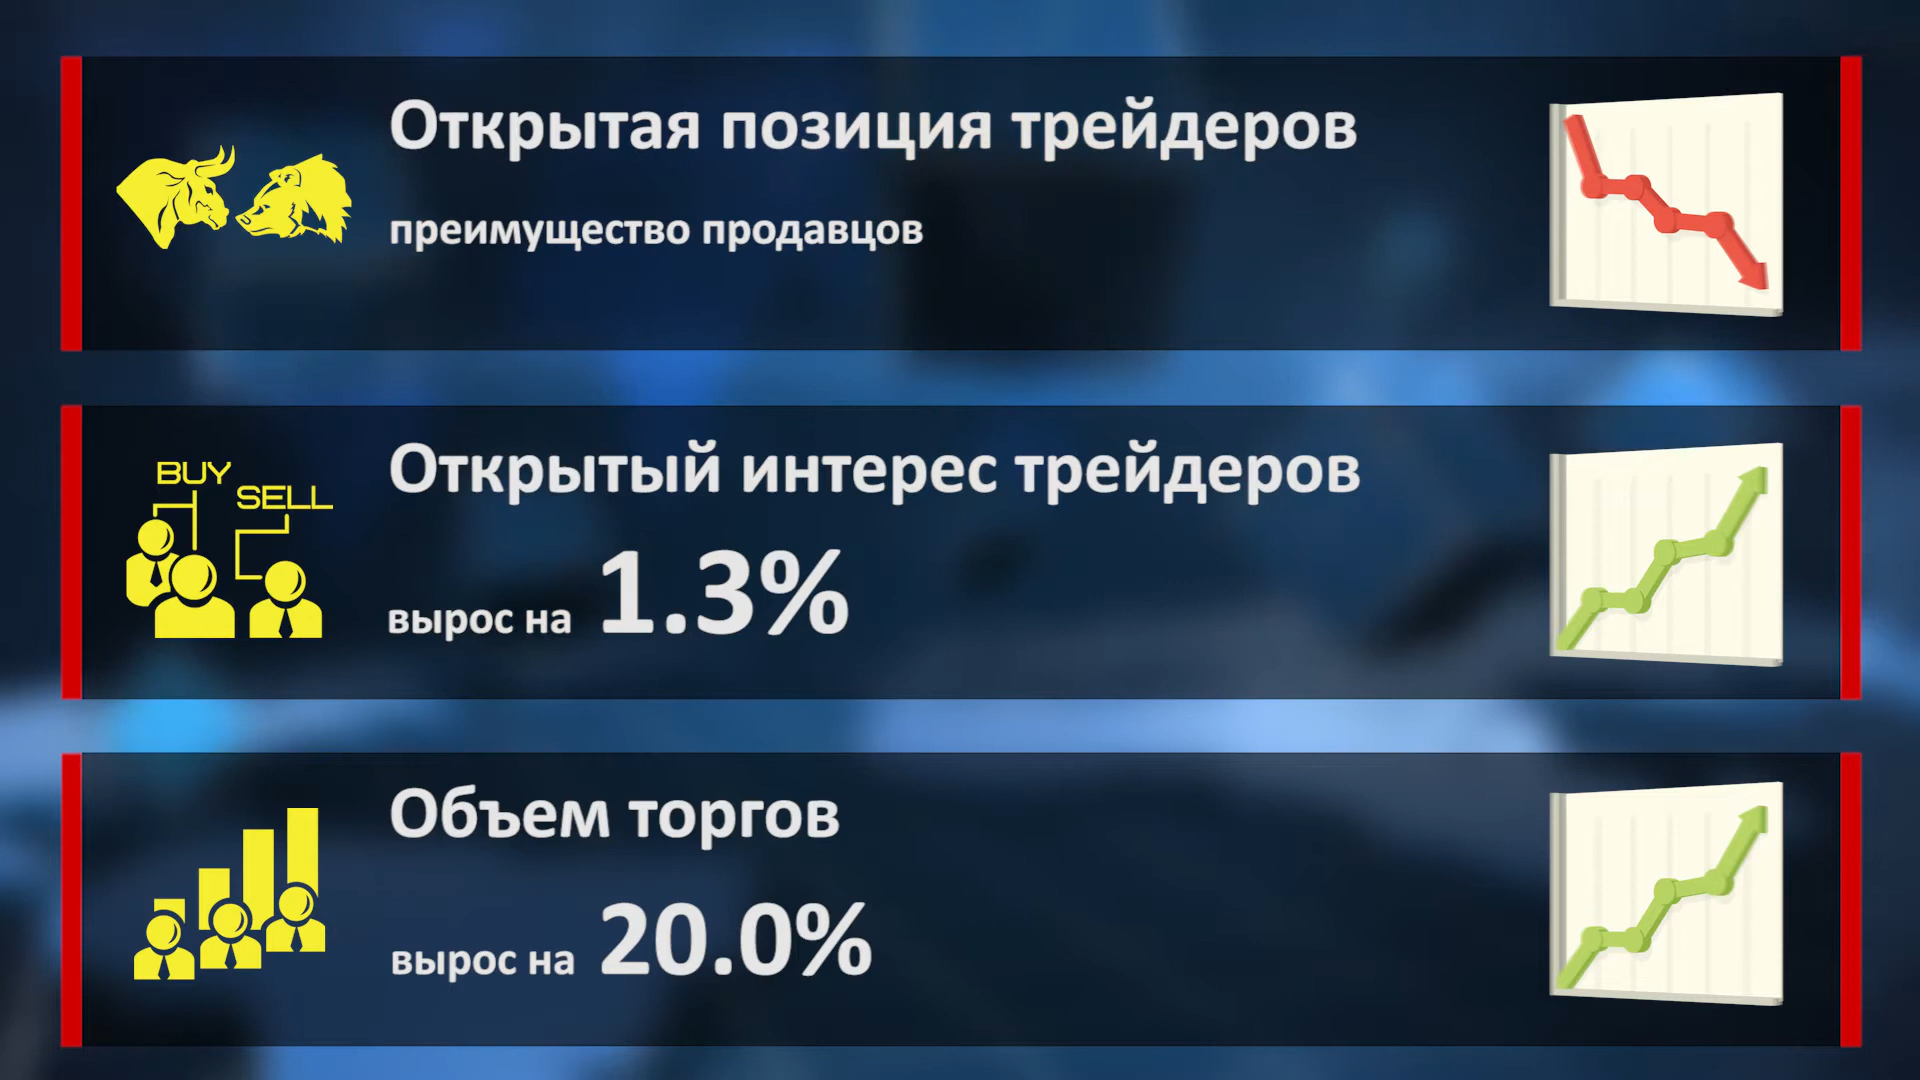 Открытая позиция трейдеров
преимущество продавцов
BUY
SELL
Открытый интерес трейдеров
вырос на 1.3%
Объем торгов
вырос на 20.0%